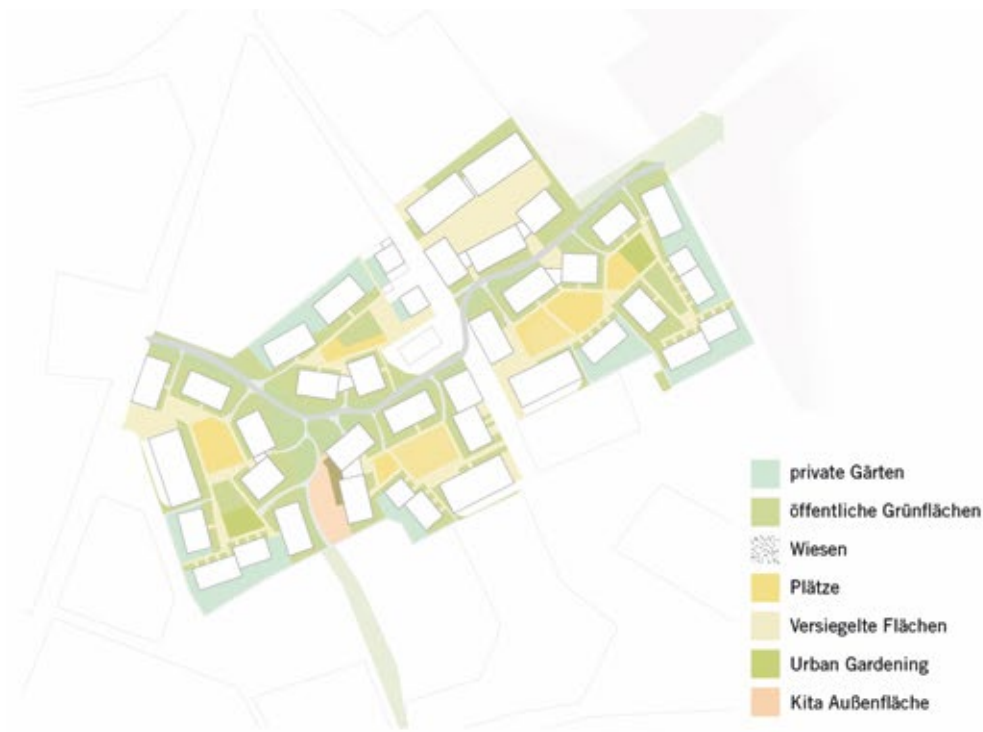 private Gärten
öffentliche Grünflächen
Wiesen
Plätze
Versiegelte Flächen
Urban Gardening
Kita Außenfläche